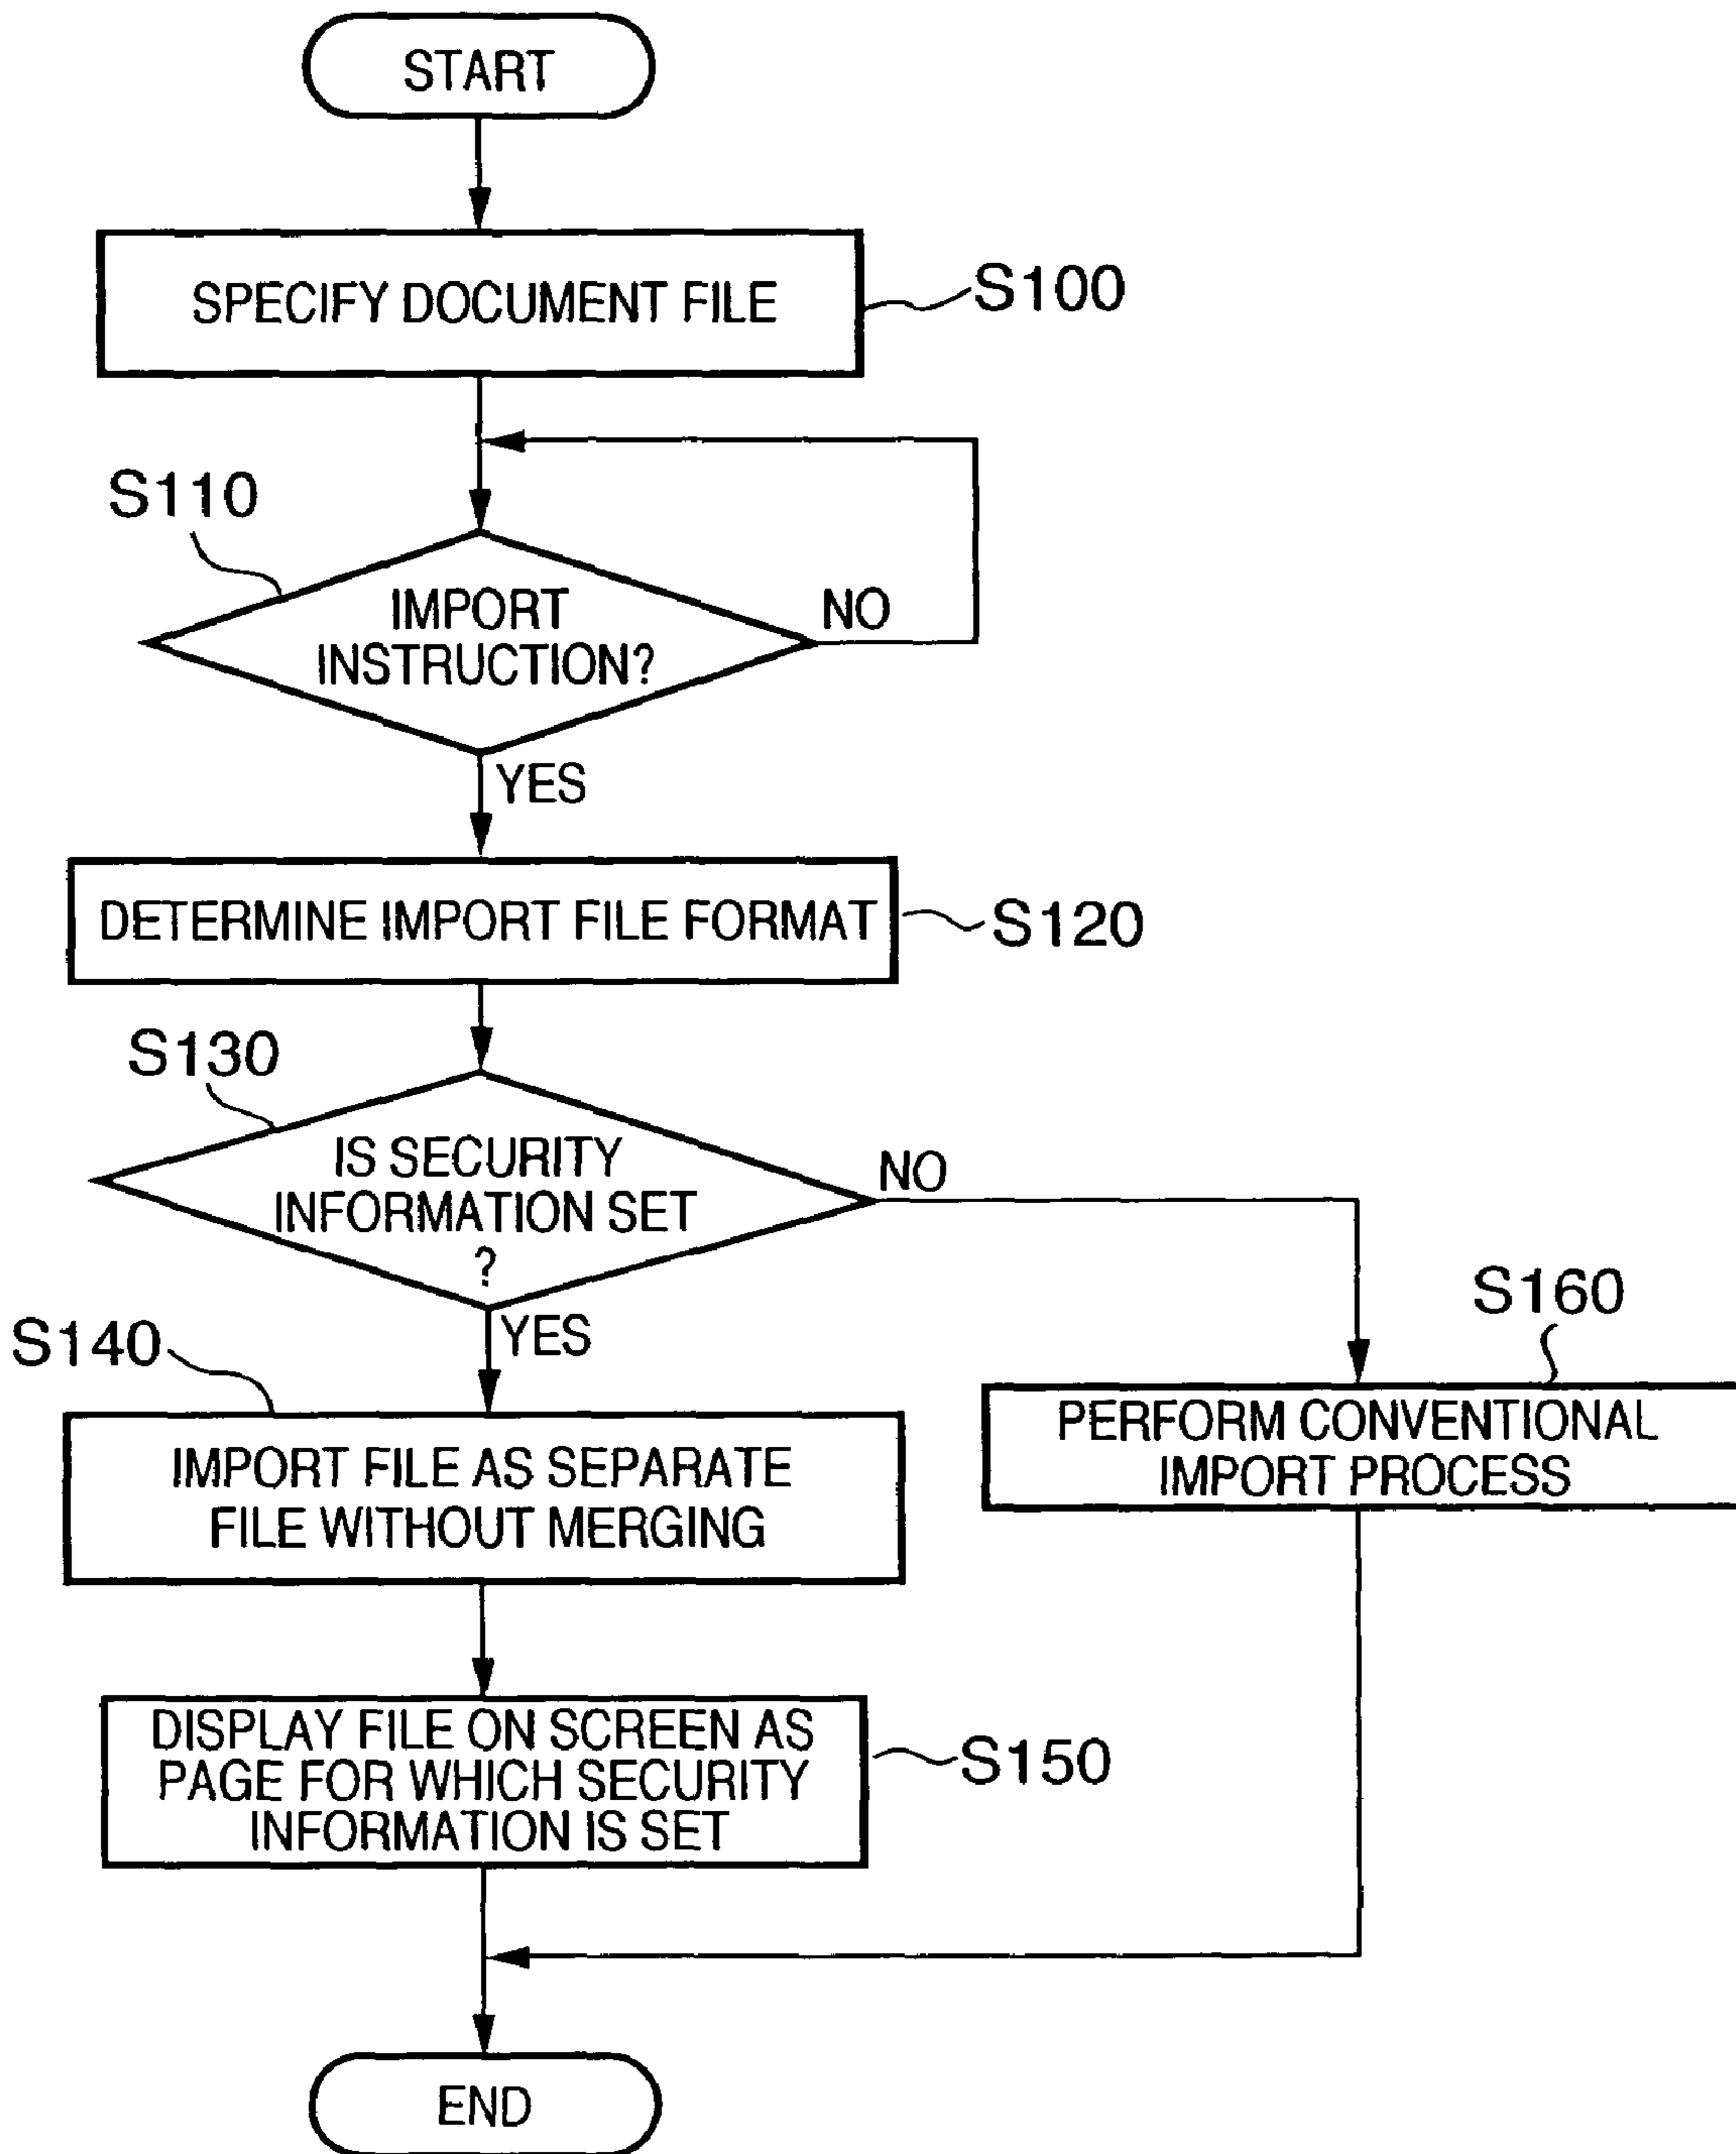 START
SPECIFY DOCUMENT FILE
S100
S110
IMPORT
INSTRUCTION?
NO
YES
DETERMINE IMPORT FILE FORMAT
S120
S130
IS SECURITY
INFORMATION SET
?
NO
YES
S140
IMPORT FILE AS SEPARATE
FILE WITHOUT MERGING
S160
PERFORM CONVENTIONAL
IMPORT PROCESS
DISPLAY FILE ON SCREEN AS
PAGE FOR WHICH SECURITY
INFORMATION IS SET
S150
END